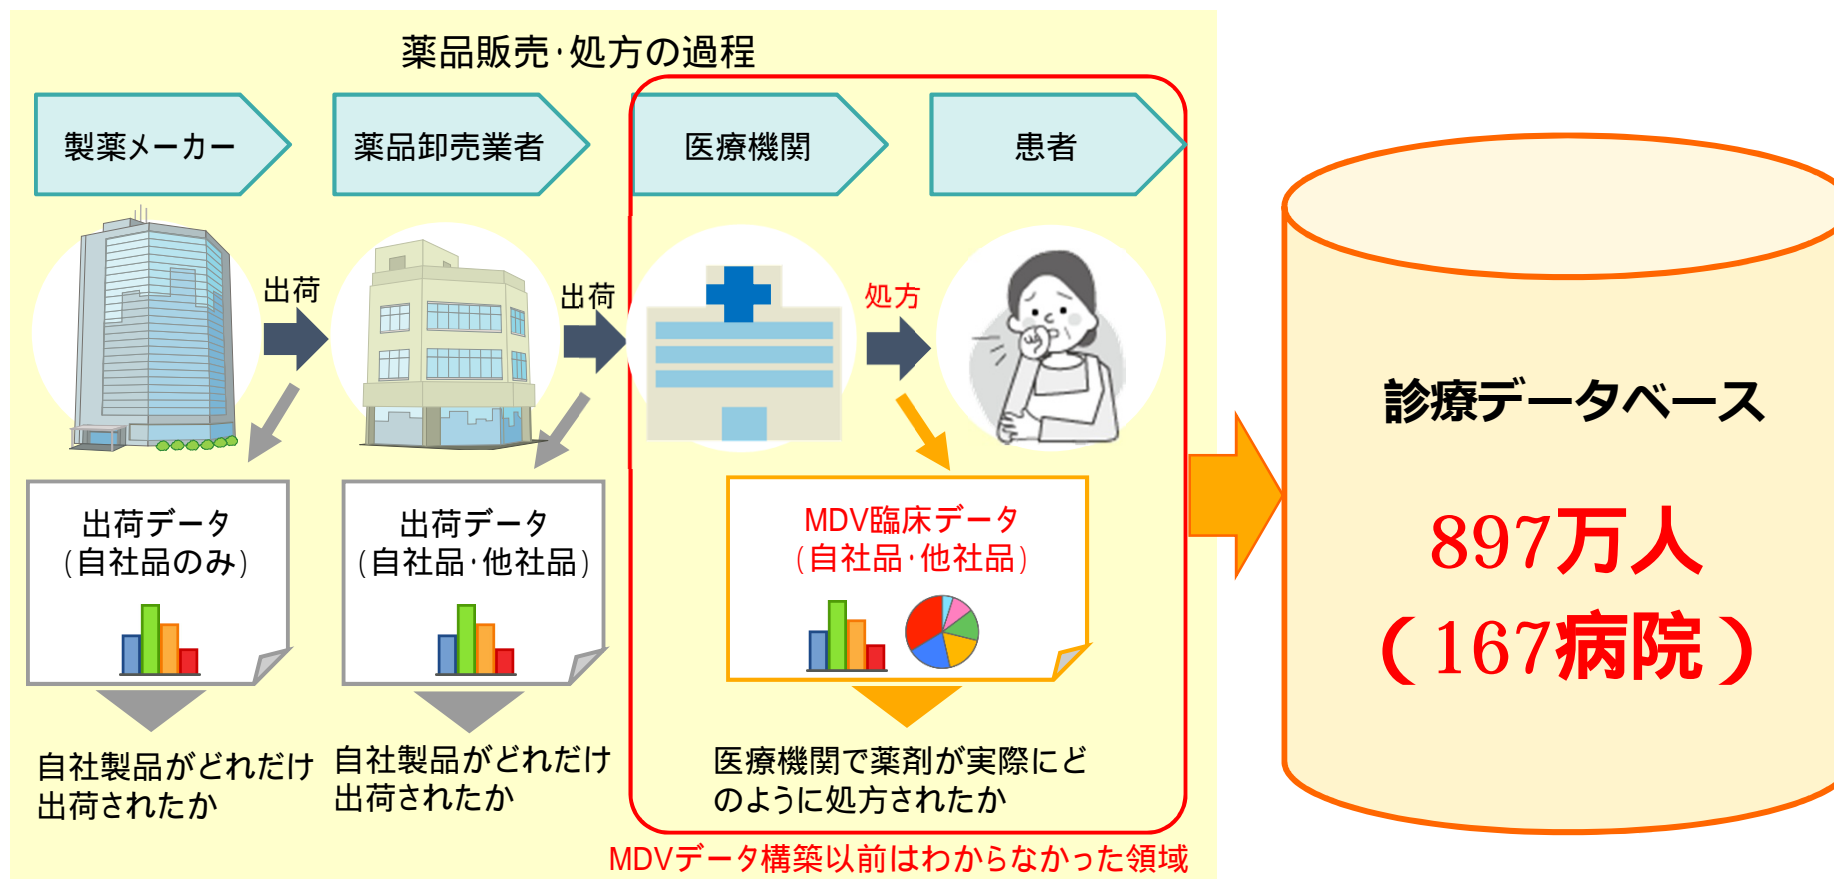 薬品販売・処方の過程
製薬メーカー
薬品卸売業者
医療機関
患者
出荷
出荷
処方
出荷データ
(自社品のみ)
出荷データ
(自社品・他社品)
MDV臨床データ
(自社品・他社品)
自社製品がどれだけ
出荷されたか
自社製品がどれだけ
出荷されたか
医療機関で薬剤が実際にど
のように処方されたか
MDVデータ構築以前はわからなかった領域
診療データベース
897万人
(167病院)